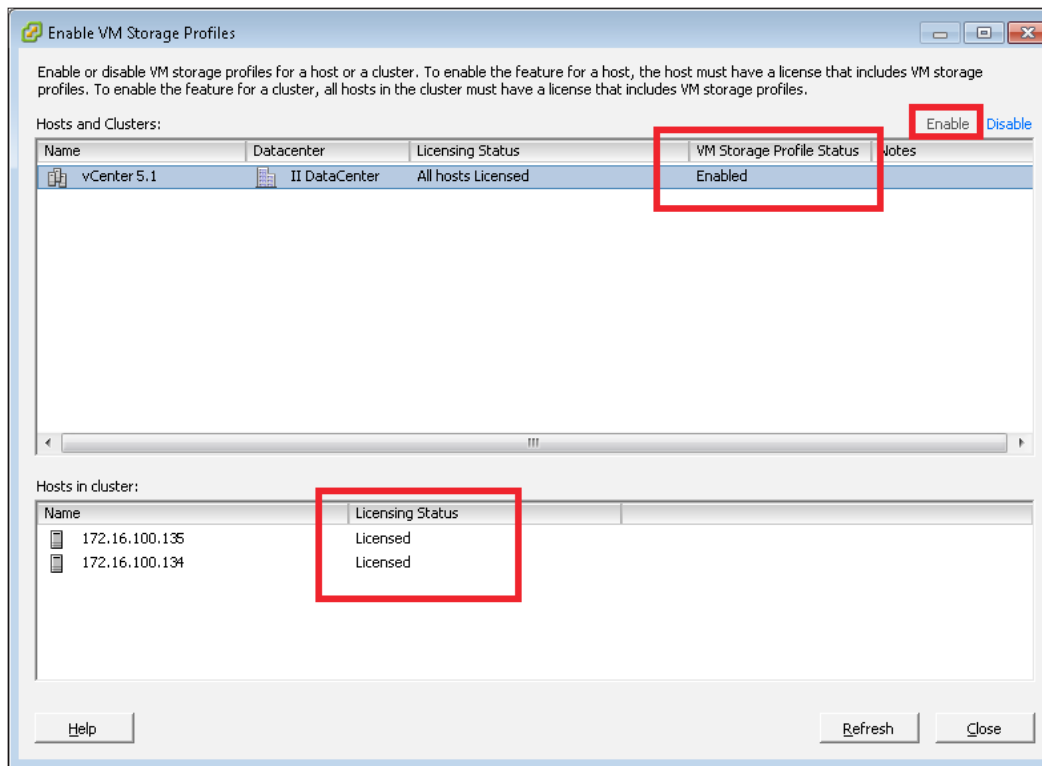 Enable VM Storage Profiles
Enable or disable VM storage profiles for a host or a cluster. To enable the feature for a host, the host must have a license that includes VM storage
profiles. To enable the feature for a cluster, all hosts in the cluster must have a license that includes VM storage profiles.
Hosts and Clusters: Enable Disable
Name Datacenter Licensing Status VM Storage Profile Status Notes
vCenter 5.1 II DataCenter All hosts Licensed Enabled
Hosts in cluster:
Name Licensing Status
172.16.100.135 Licensed
172.16.100.134 Licensed
Help Refresh Close